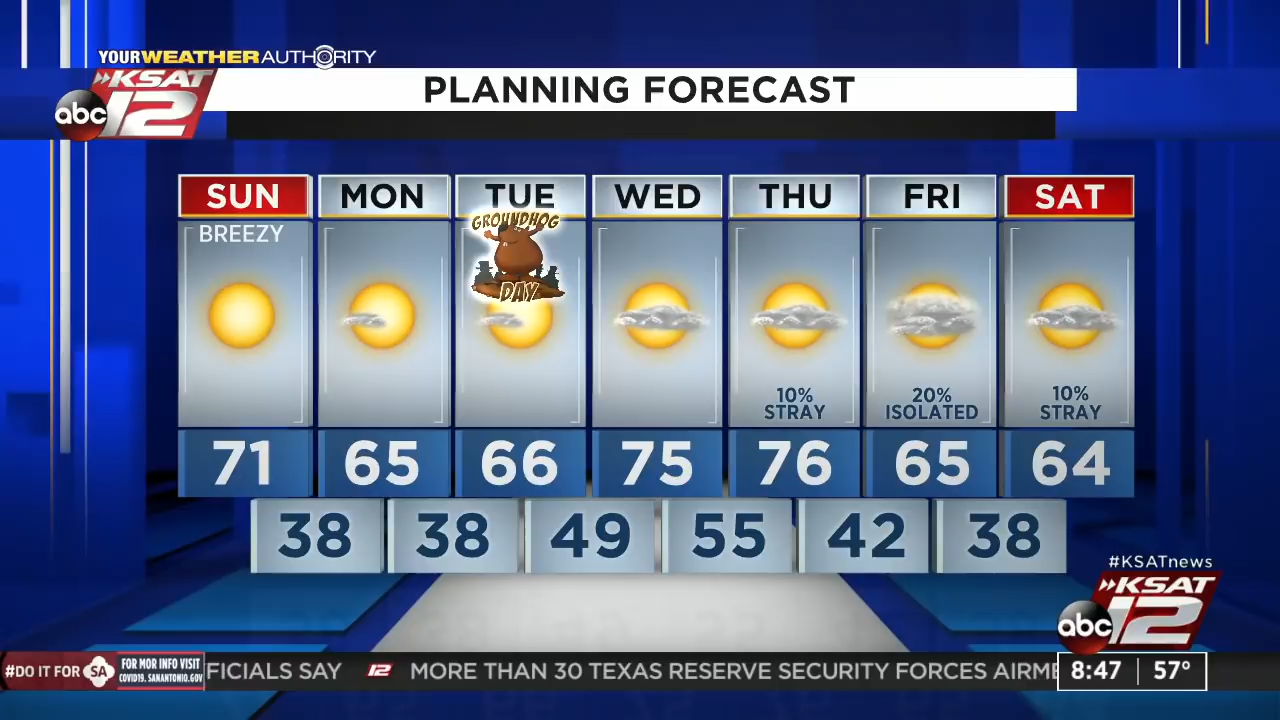 YOUR WEATHER AUTHORITY
KSAT
abc 12
PLANNING FORECAST
SUN MON TUE WED THU FRI SAT
BREEZY
GROUNDHOG
DAY
10% STRAY
20% ISOLATED
10% STRAY
71 65 66 75 76 65 64
38 38 49 55 42 38
#KSATnews
KSAT
abc 12
#DO IT FOR SA
FOR MOR INFO VISIT
COVID19.SANANTONIO.GOV
FICIALS SAY 12 MORE THAN 30 TEXAS RESERVE SECURITY FORCES AIRME
8:47 57°